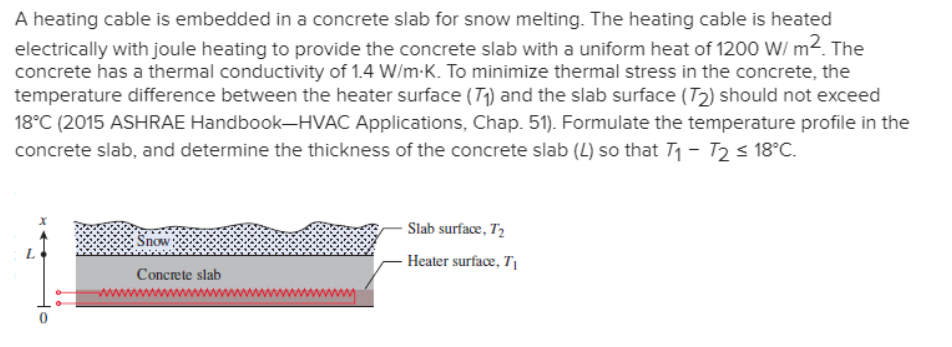 A heating cable is embedded in a concrete slab for snow melting. The heating cable is heated
electrically with joule heating to provide the concrete slab with a uniform heat of 1200 W/ m2. The
concrete has a thermal conductivity of 1.4 W/m·K. To minimize thermal stress in the concrete, the
temperature difference between the heater surface (T1) and the slab surface (T2) should not exceed
18°C (2015 ASHRAE Handbook—HVAC Applications, Chap. 51). Formulate the temperature profile in the
concrete slab, and determine the thickness of the concrete slab (L) so that T1 − T2 ≤ 18°C.
x
Slab surface, T2
Snow
L
Heater surface, T1
Concrete slab
0